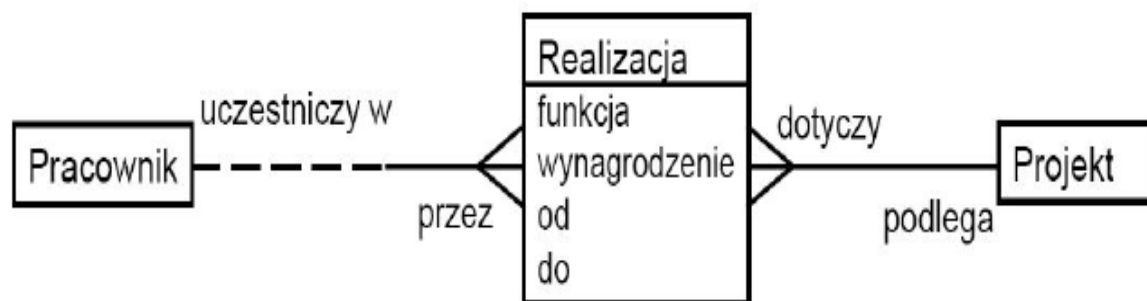 Pracownik
uczestniczy w
przez
Realizacja
funkcja
wynagrodzenie
od
do
dotyczy
podlega
Projekt